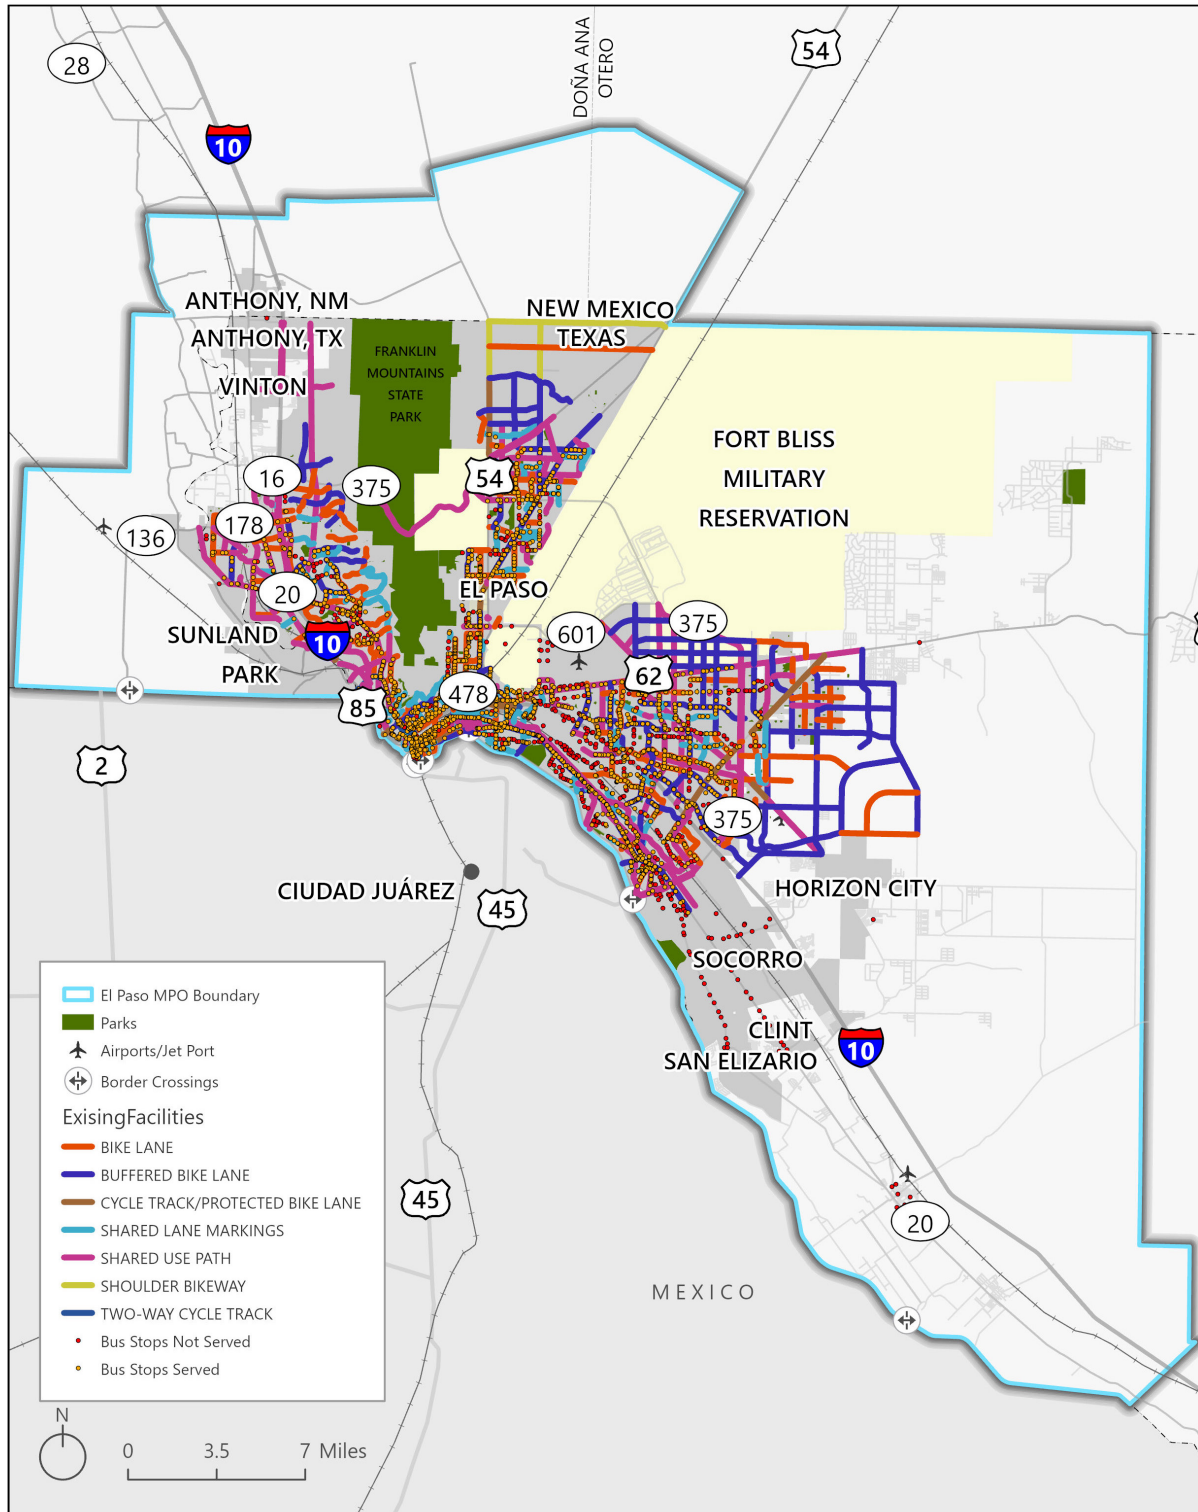 28
54
DOÑA ANA
OTERO
10
ANTHONY, NM
NEW MEXICO
ANTHONY, TX
TEXAS
FRANKLIN
MOUNTAINS
STATE
PARK
VINTON
FORT BLISS
MILITARY
RESERVATION
16
375
54
178
136
20
EL PASO
SUNLAND
PARK
10
601
375
62
85
478
2
375
CIUDAD JUÁREZ
45
HORIZON CITY
SOCORRO
CLINT
SAN ELIZARIO
10
El Paso MPO Boundary
Parks
Airports/Jet Port
Border Crossings
ExisingFacilities
BIKE LANE
BUFFERED BIKE LANE
CYCLE TRACK/PROTECTED BIKE LANE
SHARED LANE MARKINGS
SHARED USE PATH
SHOULDER BIKEWAY
TWO-WAY CYCLE TRACK
Bus Stops Not Served
Bus Stops Served
45
20
MEXICO
N
0 3.5 7 Miles